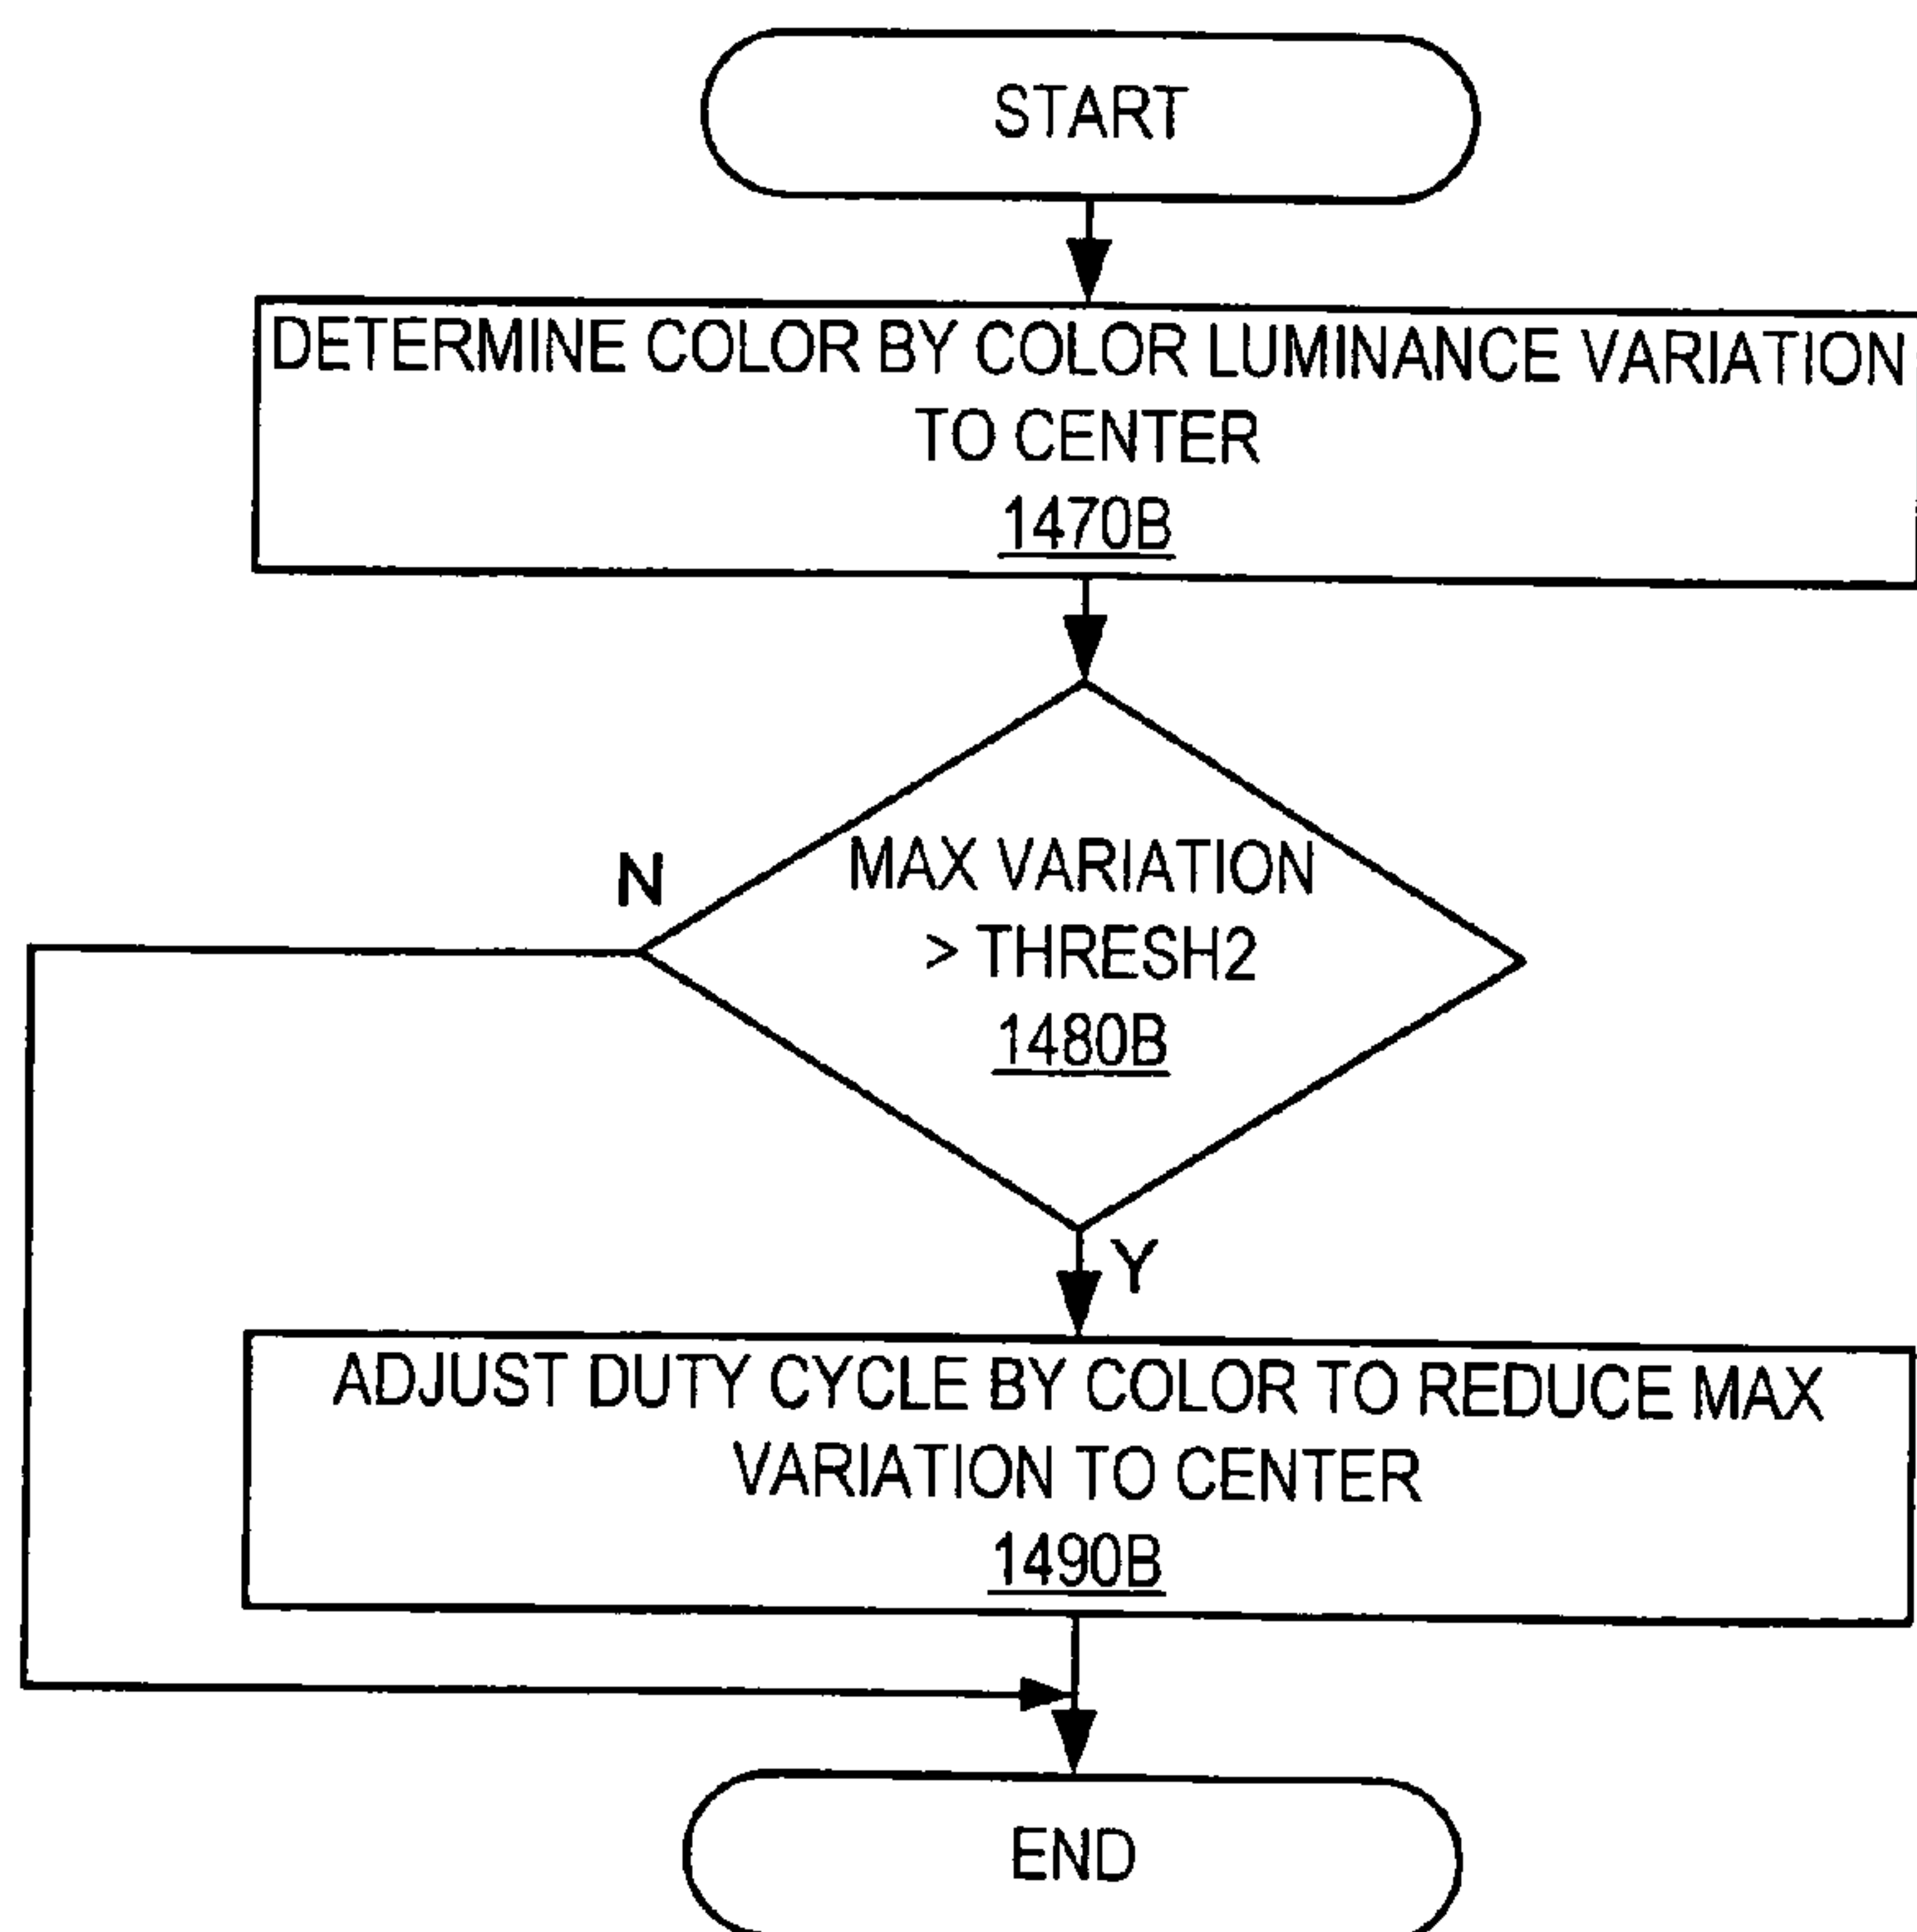 START
DETERMINE COLOR BY COLOR LUMINANCE VARIATION
TO CENTER
1470B
N
MAX VARIATION
> THRESH2
1480B
Y
ADJUST DUTY CYCLE BY COLOR TO REDUCE MAX
VARIATION TO CENTER
1490B
END